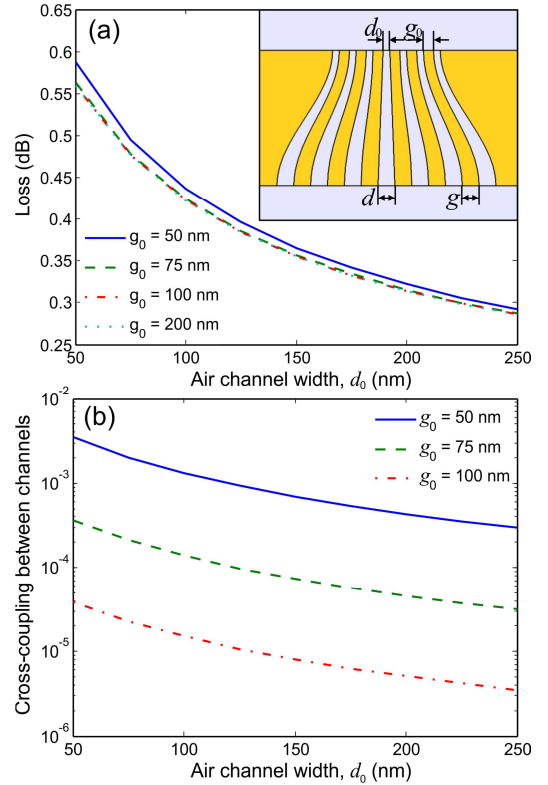 (a)
0.65
0.6
0.55
0.5
0.45
0.4
0.35
0.3
0.25
Loss (dB)
d₀ g₀
d g
g₀ = 50 nm
g₀ = 75 nm
g₀ = 100 nm
g₀ = 200 nm
50 100 150 200 250
Air channel width, d₀ (nm)
(b)
10⁻²
10⁻³
10⁻⁴
10⁻⁵
10⁻⁶
Cross-coupling between channels
g₀ = 50 nm
g₀ = 75 nm
g₀ = 100 nm
50 100 150 200 250
Air channel width, d₀ (nm)